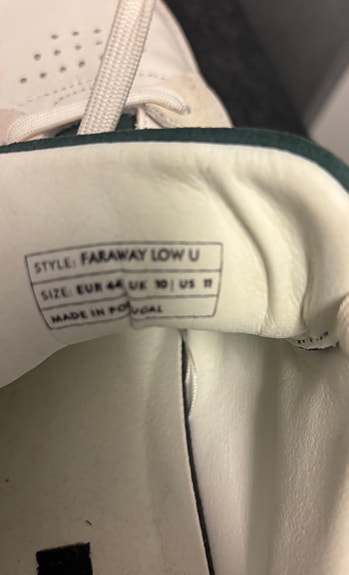 STYLE: FARAWAY LOW U
SIZE: EUR 44 UK 10 | US 11
MADE IN PORTUGAL